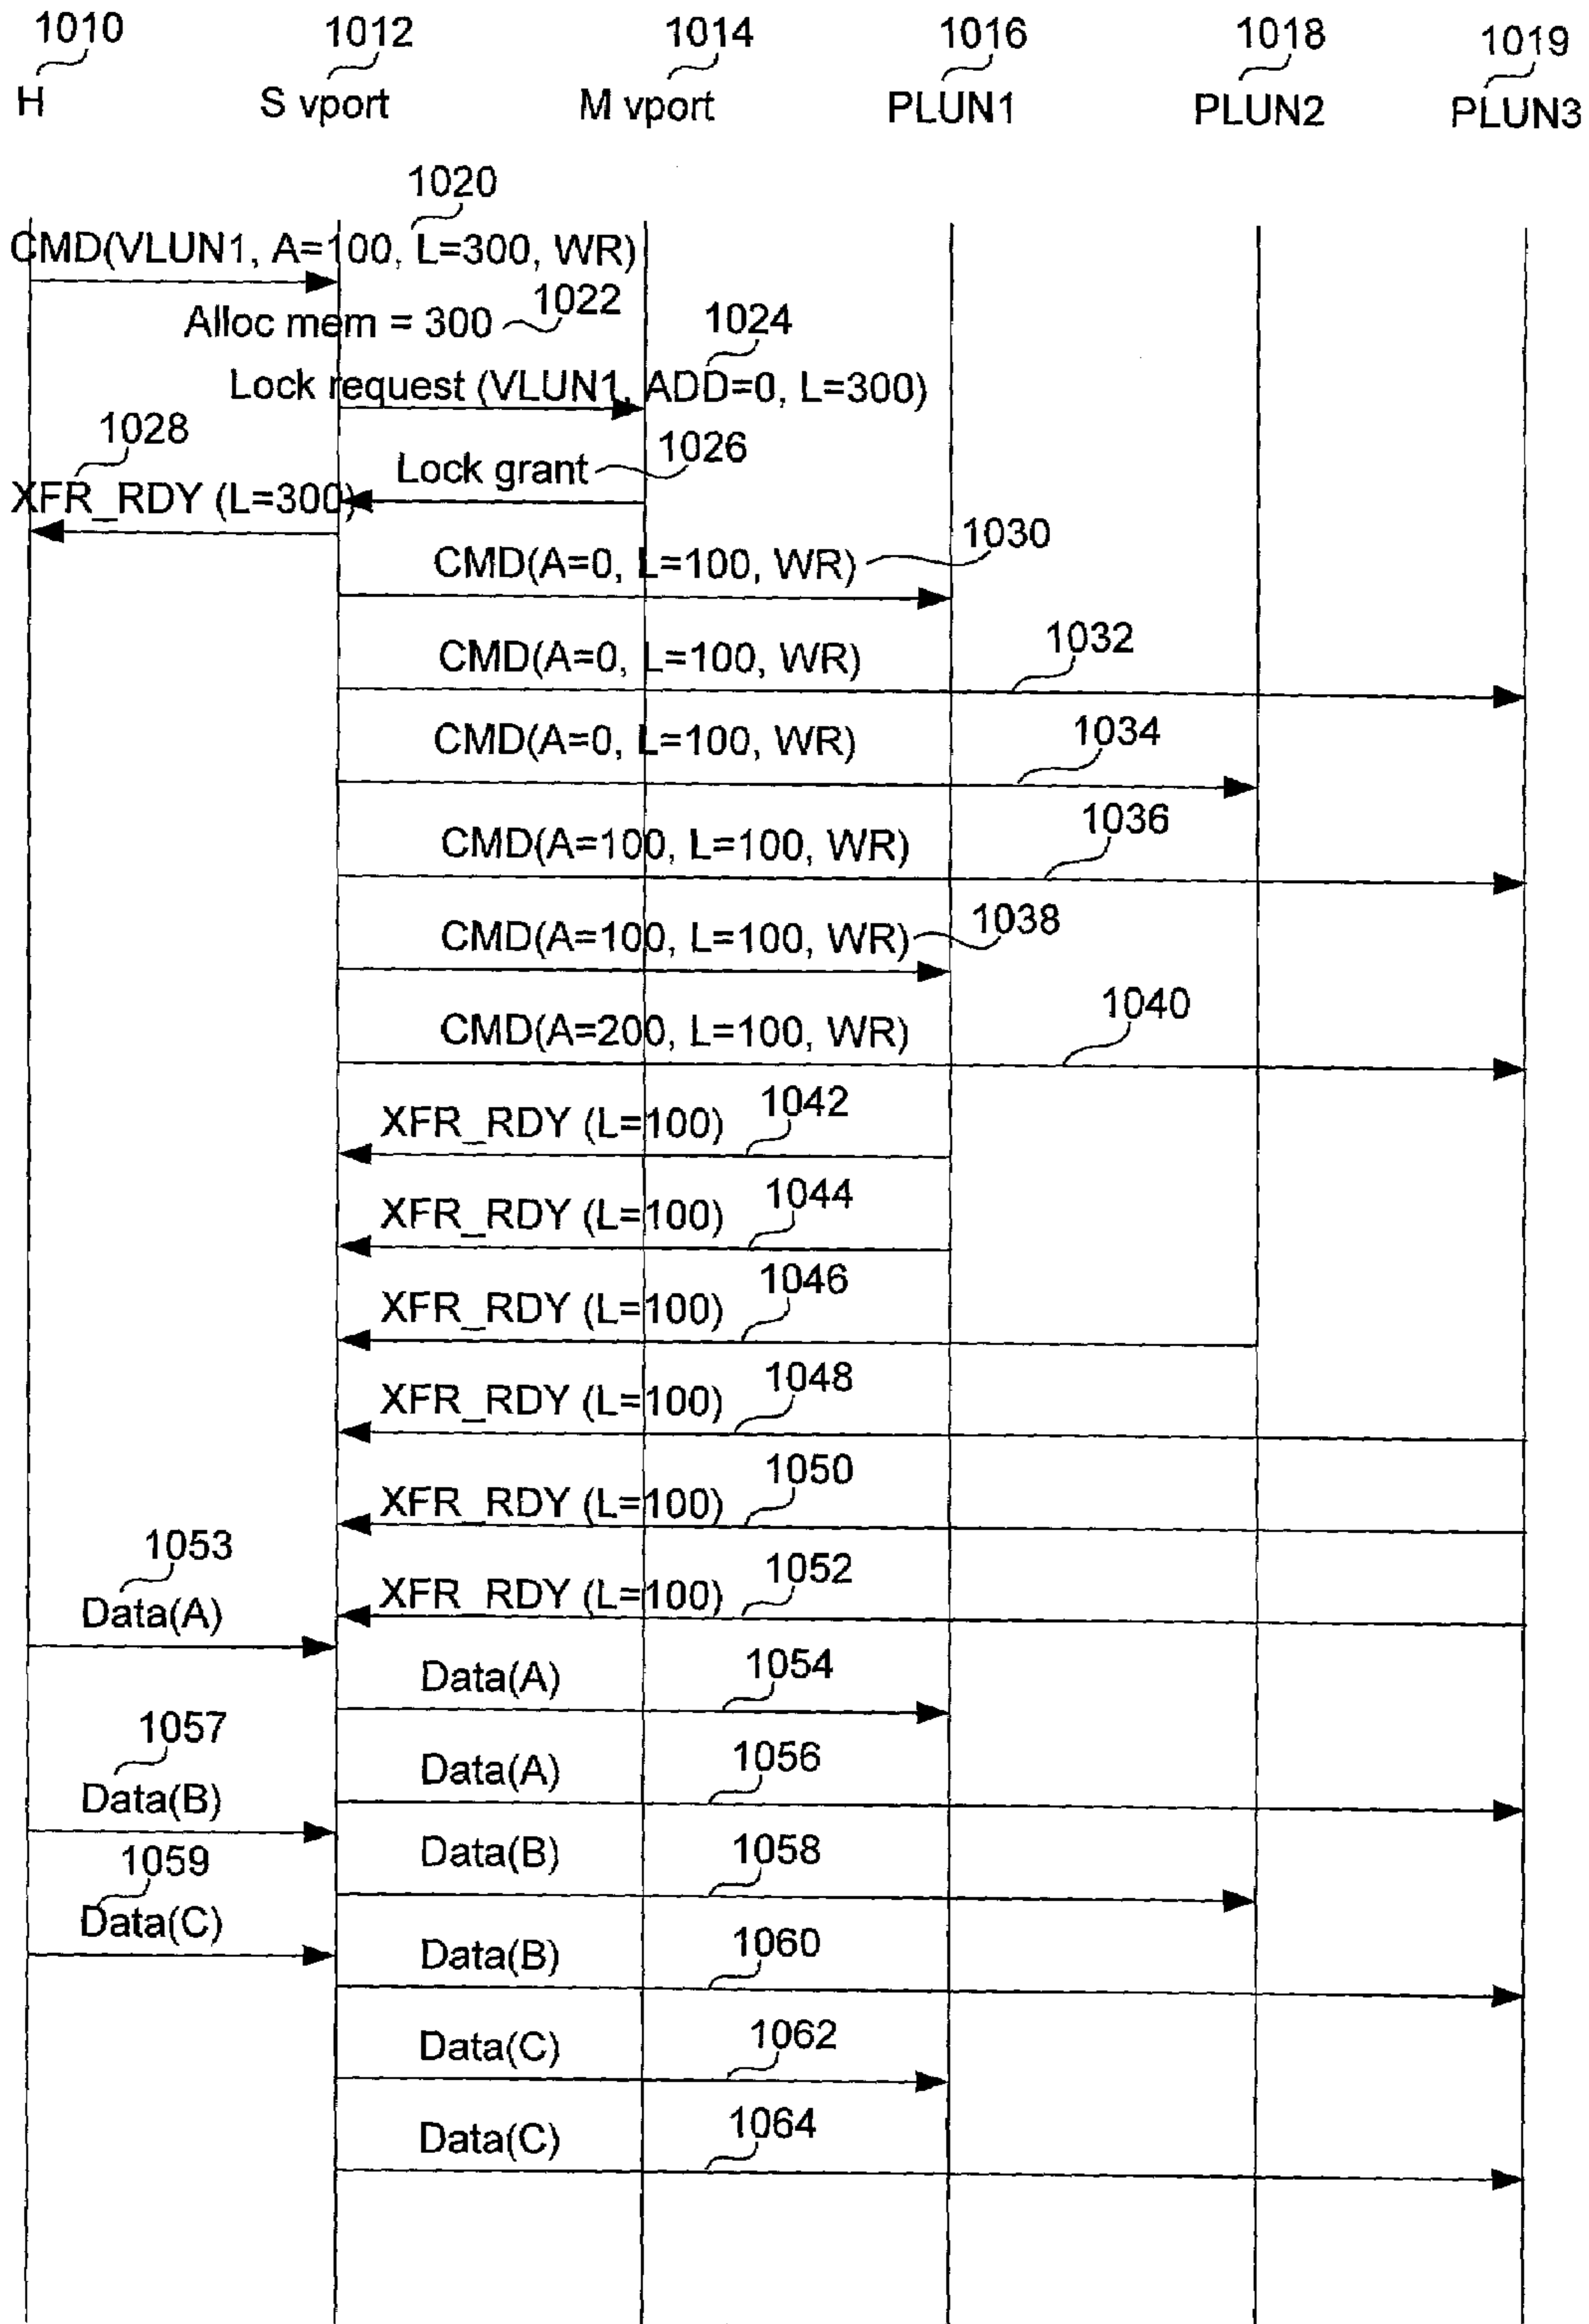 1010 1012 1014 1016 1018 1019
H S vport M vport PLUN1 PLUN2 PLUN3
1020
CMD(VLUN1, A=100, L=300, WR)
Alloc mem = 300 1022
1024
Lock request (VLUN1, ADD=0, L=300)
1028
Lock grant 1026
XFR_RDY (L=300)
1030
CMD(A=0, L=100, WR)
1032
CMD(A=0, L=100, WR)
1034
CMD(A=0, L=100, WR)
1036
CMD(A=100, L=100, WR)
1038
CMD(A=100, L=100, WR)
1040
CMD(A=200, L=100, WR)
1042
XFR_RDY (L=100)
1044
XFR_RDY (L=100)
1046
XFR_RDY (L=100)
1048
XFR_RDY (L=100)
1050
XFR_RDY (L=100)
1053
1052
XFR_RDY (L=100)
Data(A)
1054
Data(A)
1057
1056
Data(A)
Data(B)
1058
Data(B)
1059
Data(C)
1060
Data(B)
1062
Data(C)
1064
Data(C)